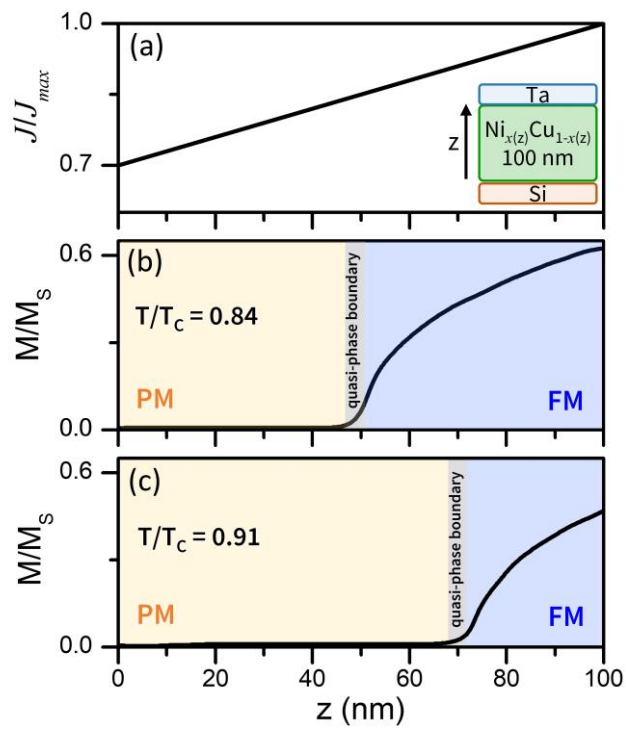 (a)
1.0
0.7
J/J_max
Ta
z
Ni_x(z)Cu_1-x(z)
100 nm
Si
(b)
0.6
0.0
M/M_S
T/T_C = 0.84
quasi-phase boundary
PM
FM
(c)
0.6
0.0
M/M_S
T/T_C = 0.91
quasi-phase boundary
PM
FM
0 20 40 60 80 100
z (nm)